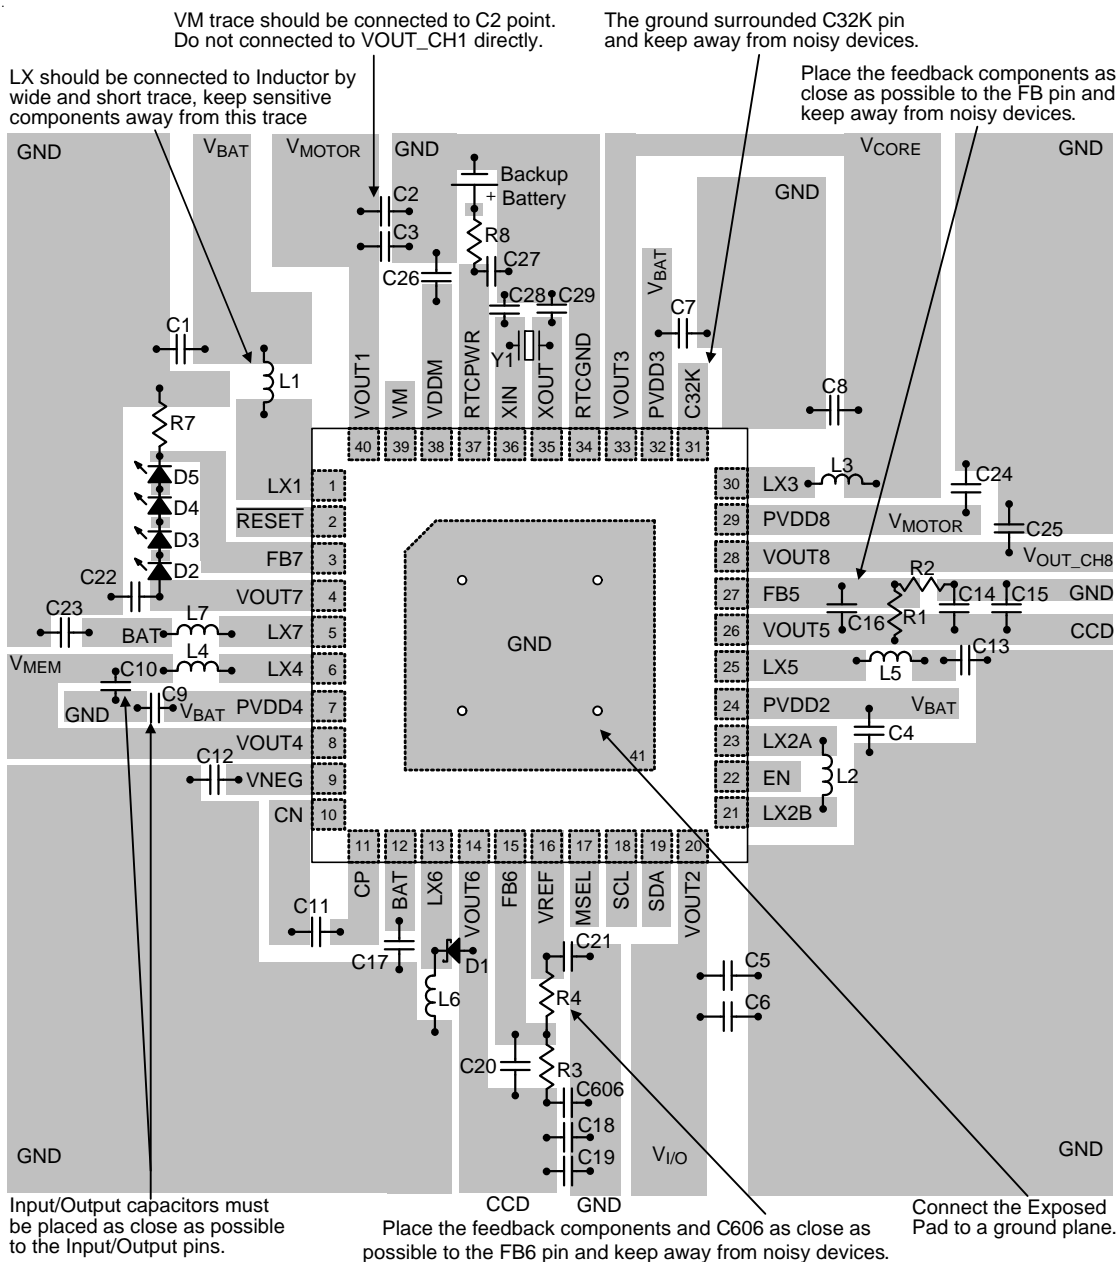 VM trace should be connected to C2 point.
Do not connected to VOUT_CH1 directly.
The ground surrounded C32K pin
and keep away from noisy devices.
LX should be connected to Inductor by
wide and short trace, keep sensitive
components away from this trace
Place the feedback components as
close as possible to the FB pin and
keep away from noisy devices.
GND
VBAT
VMOTOR
GND
VCORE
GND
Backup
+ Battery
GND
C2
C3
R8
C27
C26
C28
C29
VBAT
C7
Y1
C1
L1
C8
R7
VOUT1
VM
VDDM
RTCPWR
XIN
XOUT
RTCGND
VOUT3
PVDD3
C32K
40
39
38
37
36
35
34
33
32
31
D5
D4
D3
D2
LX1
1
RESET
2
FB7
3
VOUT7
4
LX7
5
LX4
6
PVDD4
7
VOUT4
8
VNEG
9
CN
10
C22
C23
BAT
L7
L4
VMEM
C10
C9
GND
VBAT
C12
GND
41
30
LX3
29
PVDD8
28
VOUT8
27
FB5
26
VOUT5
25
LX5
24
PVDD2
23
LX2A
22
EN
21
LX2B
L3
C24
VMOTOR
C25
VOUT_CH8
R2
GND
C16
R1
C14
C15
CCD
C13
L5
VBAT
C4
L2
11
12
13
14
15
16
17
18
19
20
CP
BAT
LX6
VOUT6
FB6
VREF
MSEL
SCL
SDA
VOUT2
C11
C17
D1
L6
C21
R4
C5
C6
C20
R3
C606
C18
C19
VI/O
GND
GND
CCD
GND
Input/Output capacitors must
be placed as close as possible
to the Input/Output pins.
Place the feedback components and C606 as close as
possible to the FB6 pin and keep away from noisy devices.
Connect the Exposed
Pad to a ground plane.